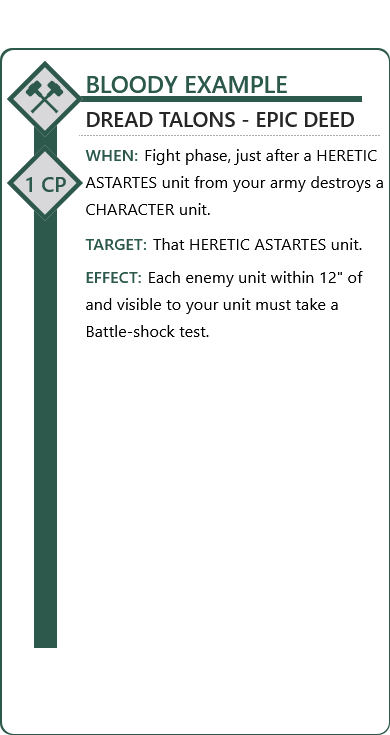 BLOODY EXAMPLE
DREAD TALONS - EPIC DEED
WHEN: Fight phase, just after a HERETIC
1 CP
ASTARTES unit from your army destroys a
CHARACTER unit.
TARGET: That HERETIC ASTARTES unit.
EFFECT: Each enemy unit within 12" of
and visible to your unit must take a
Battle-shock test.